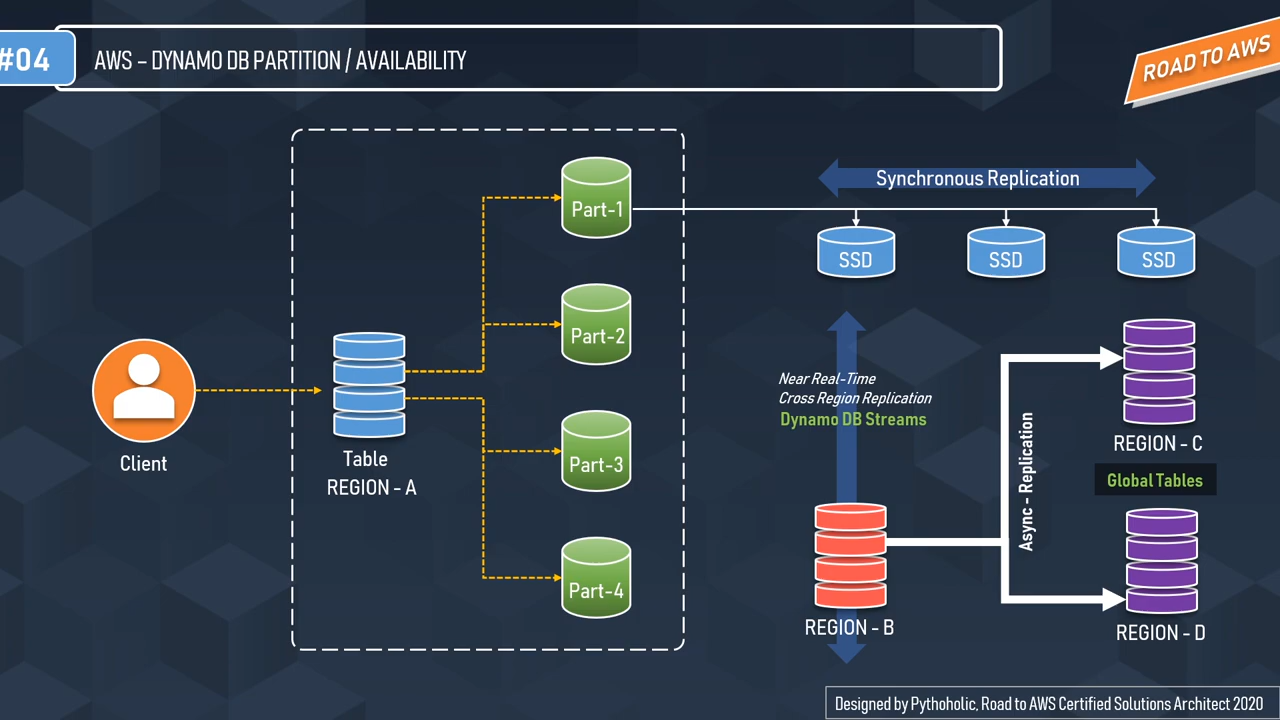 #04
AWS – DYNAMO DB PARTITION / AVAILABILITY
ROAD TO AWS
Client
Table
REGION - A
Part-1
Part-2
Part-3
Part-4
Synchronous Replication
SSD
SSD
SSD
Near Real-Time
Cross Region Replication
Dynamo DB Streams
REGION - B
Async - Replication
REGION - C
Global Tables
REGION - D
Designed by Pythoholic, Road to AWS Certified Solutions Architect 2020